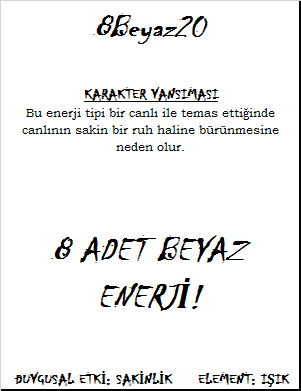 8Beyaz20
KARAKTER YANSIMASI
Bu enerji tipi bir canlı ile temas ettiğinde
canlının sakin bir ruh haline bürünmesine
neden olur.
8 ADET BEYAZ
ENERJİ!
DUYGUSAL ETKİ: SAKİNLİK ELEMENT: IŞIK